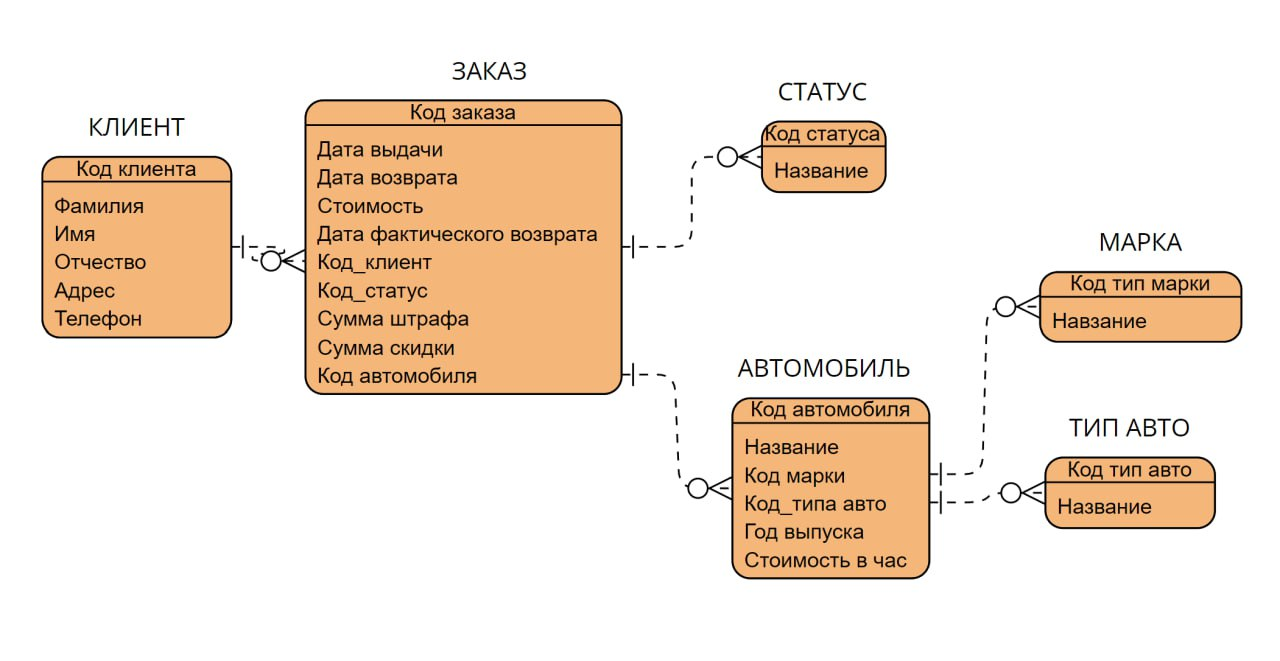 КЛИЕНТ
Код клиента
Фамилия
Имя
Отчество
Адрес
Телефон
ЗАКАЗ
Код заказа
Дата выдачи
Дата возврата
Стоимость
Дата фактического возврата
Код_клиент
Код_статус
Сумма штрафа
Сумма скидки
Код автомобиля
СТАТУС
Код статуса
Название
АВТОМОБИЛЬ
Код автомобиля
Название
Код марки
Код_типа авто
Год выпуска
Стоимость в час
МАРКА
Код тип марки
Навзание
ТИП АВТО
Код тип авто
Название